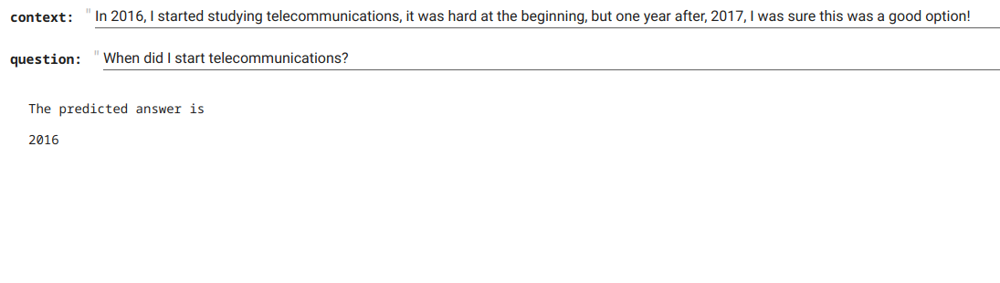 context: " In 2016, I started studying telecommunications, it was hard at the beginning, but one year after, 2017, I was sure this was a good option!
question: " When did I start telecommunications?
The predicted answer is
2016